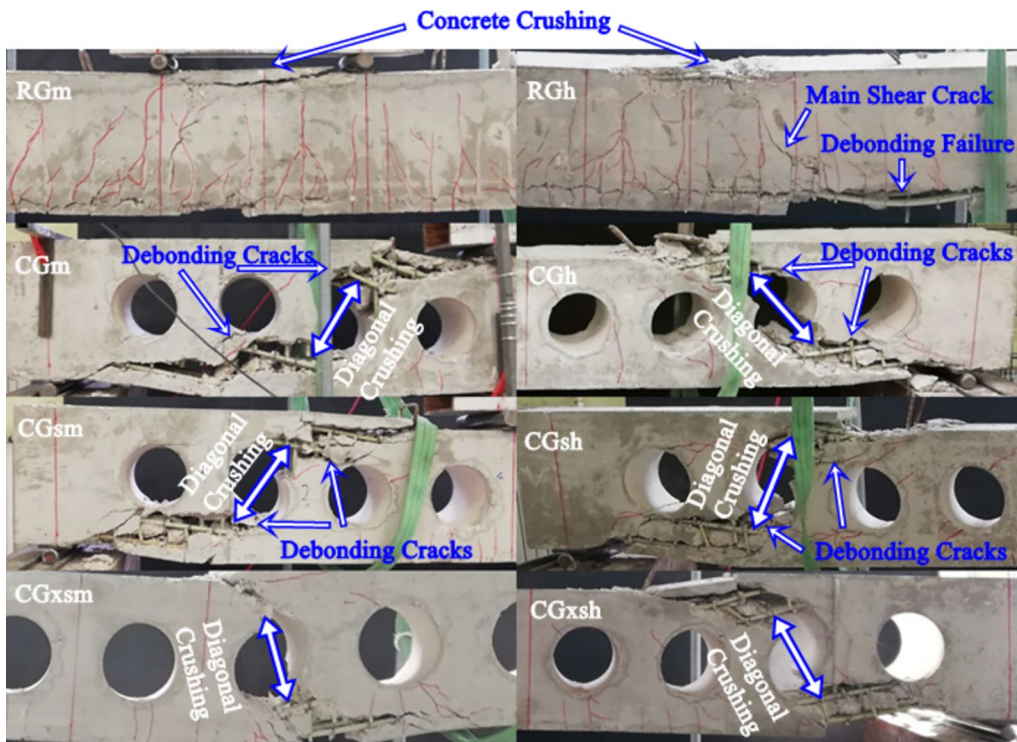 Concrete Crushing
RGm
RGh
Main Shear Crack
Debonding Failure
CGm
Debonding Cracks
Diagonal
Crushing
CGh
Debonding Cracks
Diagonal
Crushing
CGsm
Diagonal
Crushing
2
Debonding Cracks
CGsh
Diagonal
Crushing
Debonding Cracks
CGxsm
Diagonal
Crushing
CGxsh
Diagonal
Crushing